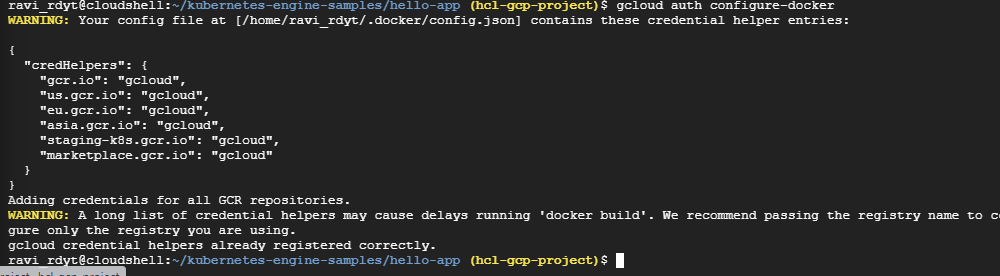 ravi_rdyt@cloudshell:~/kubernetes-engine-samples/hello-app (hcl-gcp-project)$ gcloud auth configure-docker
WARNING: Your config file at [/home/ravi_rdyt/.docker/config.json] contains these credential helper entries:
{
  "credHelpers": {
    "gcr.io": "gcloud",
    "us.gcr.io": "gcloud",
    "eu.gcr.io": "gcloud",
    "asia.gcr.io": "gcloud",
    "staging-k8s.gcr.io": "gcloud",
    "marketplace.gcr.io": "gcloud"
  }
}
Adding credentials for all GCR repositories.
WARNING: A long list of credential helpers may cause delays running 'docker build'. We recommend passing the registry name to co
gure only the registry you are using.
gcloud credential helpers already registered correctly.
ravi_rdyt@cloudshell:~/kubernetes-engine-samples/hello-app (hcl-gcp-project)$